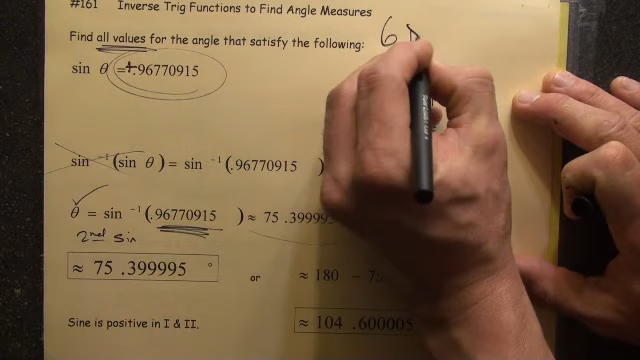 #161 Inverse Trig Functions to Find Angle Measures
Find all values for the angle that satisfy the following: 6
sin θ =+.96770915
sin ⁻¹(sin θ) = sin ⁻¹(.96770915 )
θ = sin ⁻¹(.96770915 ) ≈ 75 .39999
2nd sin
≈ 75 .399995 ° or ≈ 180 − 7
Sine is positive in I & II. ≈ 104 .600005